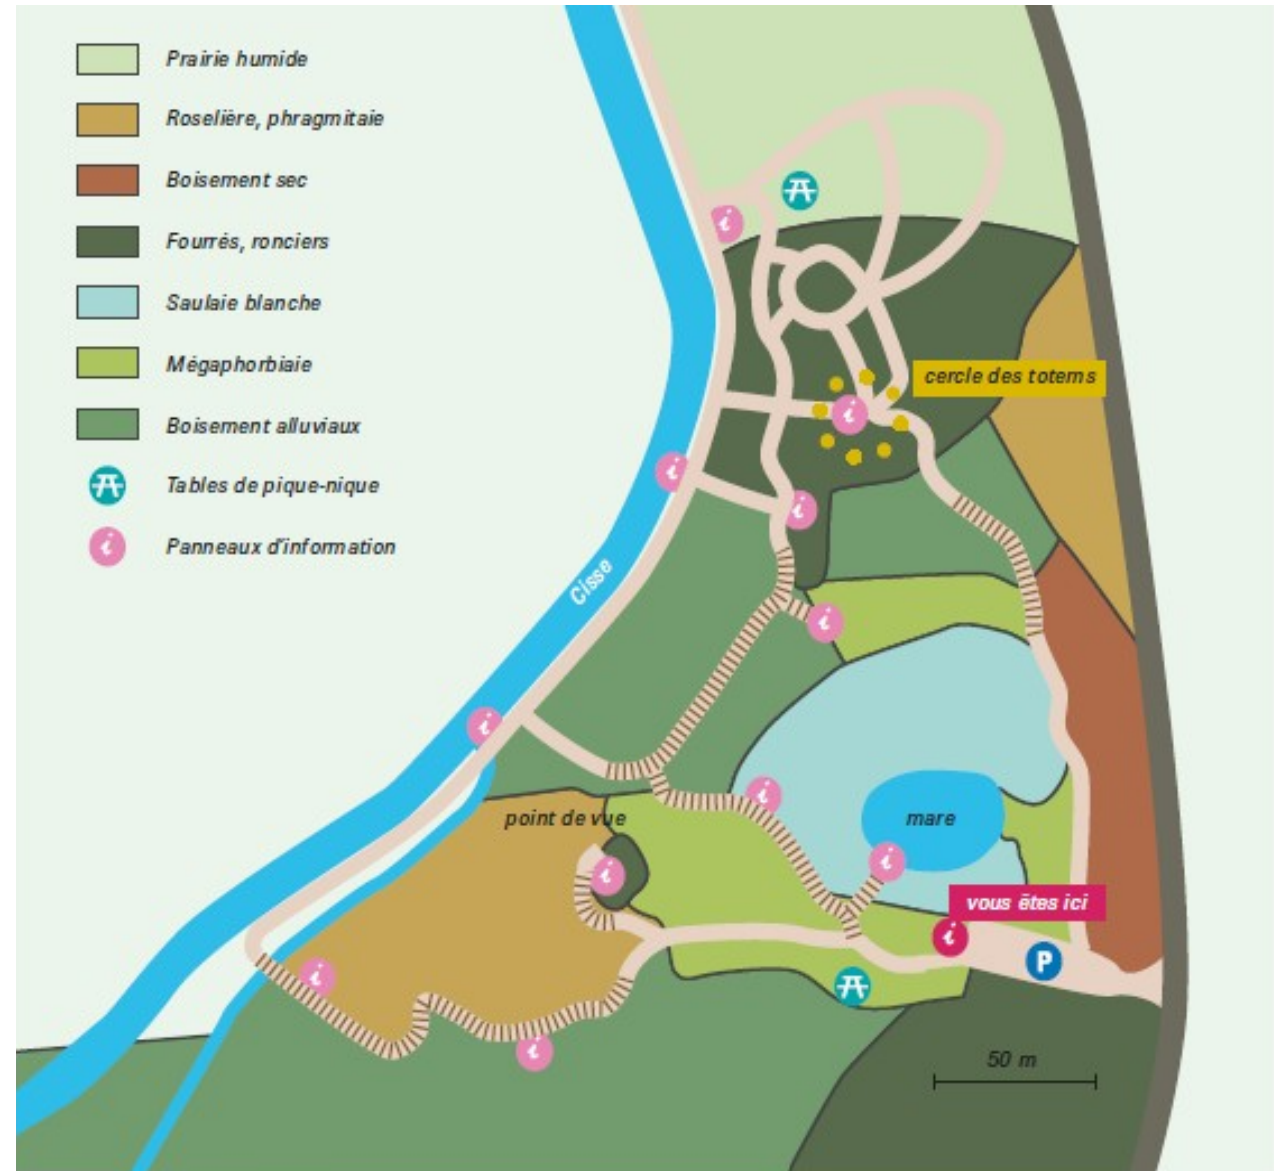 Prairie humide
Roselière, phragmitaie
Boisement sec
Fourrés, ronciers
Saulaie blanche
Mégaphorbiaie
Boisement alluviaux
Tables de pique-nique
i
Panneaux d'information
i
cercle des totems
i
i
i
Cisse
i
i
i
point de vue
mare
i
i
vous êtes ici
i
P
i
i
50 m